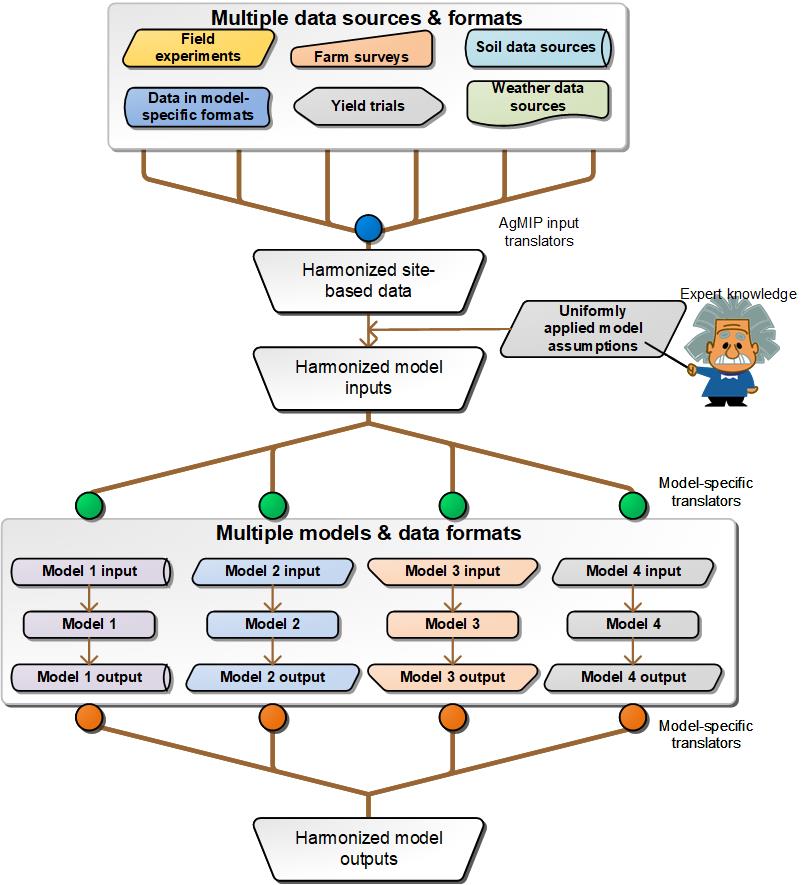 Multiple data sources & formats
Field
experiments
Farm surveys
Soil data sources
Data in model-
specific formats
Yield trials
Weather data
sources
AgMIP input
translators
Harmonized site-
based data
Expert knowledge
Uniformly
applied model
assumptions
Harmonized model
inputs
Model-specific
translators
Multiple models & data formats
Model 1 input
Model 2 input
Model 3 input
Model 4 input
Model 1
Model 2
Model 3
Model 4
Model 1 output
Model 2 output
Model 3 output
Model 4 output
Model-specific
translators
Harmonized model
outputs